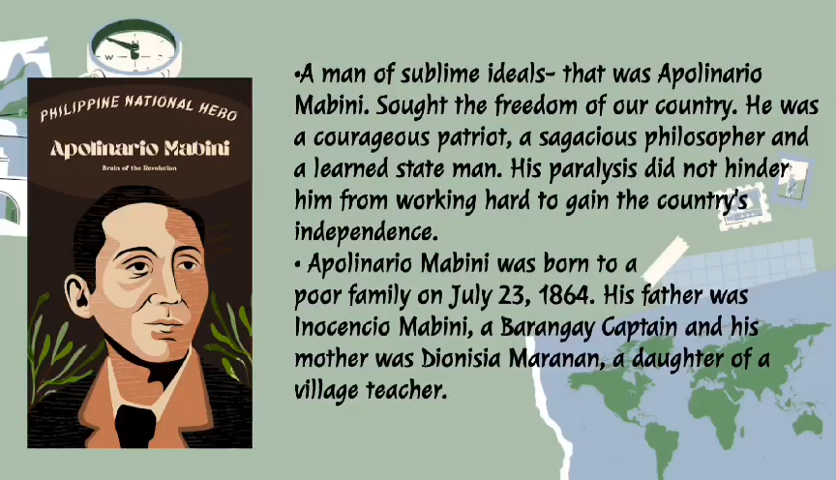 PHILIPPINE NATIONAL HERO
Apolinario Mabini
Brain of the Revolution
•A man of sublime ideals- that was Apolinario
Mabini. Sought the freedom of our country. He was
a courageous patriot, a sagacious philosopher and
a learned state man. His paralysis did not hinder
him from working hard to gain the country's
independence.
• Apolinario Mabini was born to a
poor family on July 23, 1864. His father was
Inocencio Mabini, a Barangay Captain and his
mother was Dionisia Maranan, a daughter of a
village teacher.